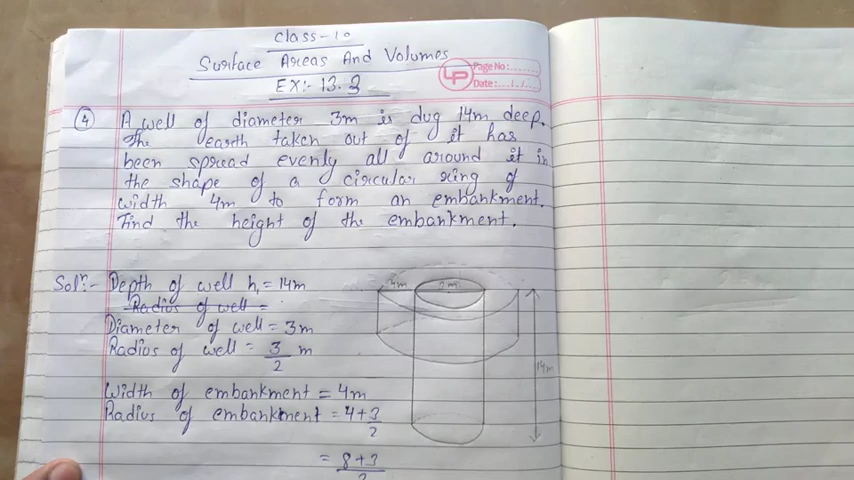 Class-10
Surface Areas And Volumes
EX:- 13.3
LP
Page No:.......
Date: .../.../....
4 A well of diameter 3m is dug 14m deep.
The earth taken out of it has
been spread evenly all around it in
the shape of a circular ring of
width 4m to form an embankment.
Find the height of the embankment.
Solⁿ:- Depth of well h₁ = 14m
Radius of well =
Diameter of well = 3m
Radius of well = 3/2 m
Width of embankment = 4m
Radius of embankment = 4 + 3/2
= 8+3/2
4m
3m
14m